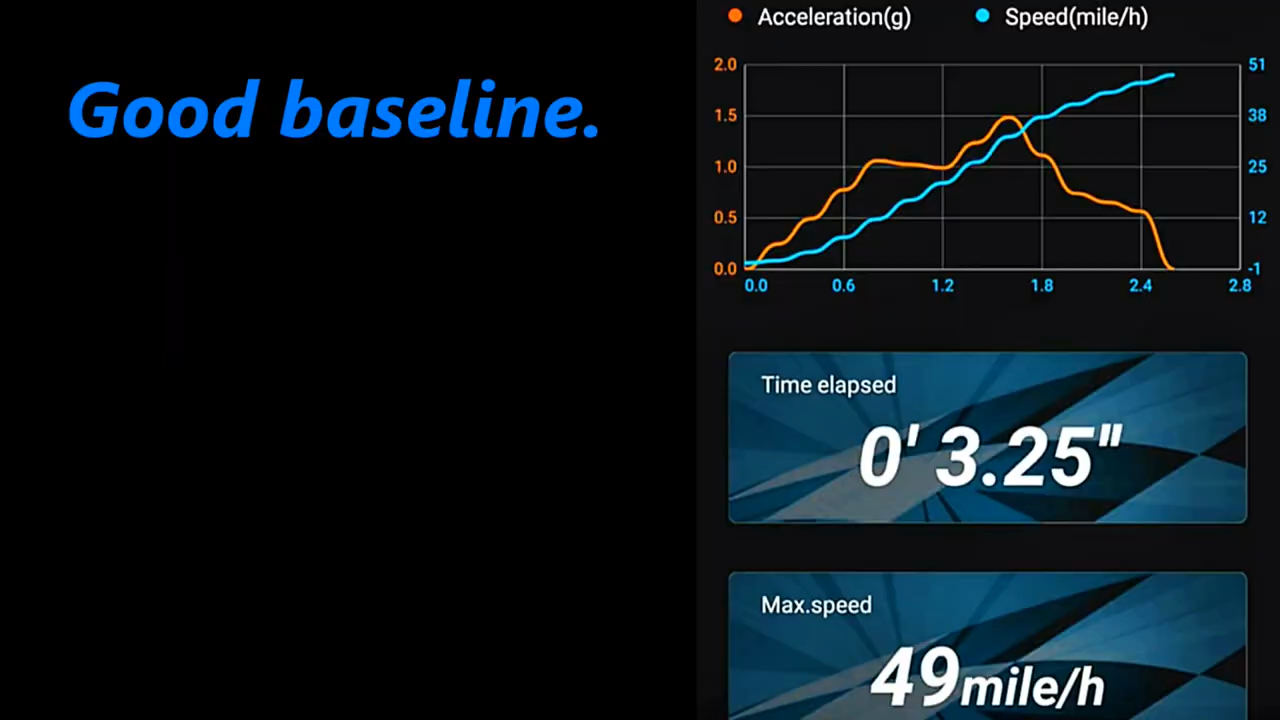 Good baseline.
Acceleration(g) Speed(mile/h)
2.0 51
1.5 38
1.0 25
0.5 12
0.0 -1
0.0 0.6 1.2 1.8 2.4 2.8
Time elapsed
0' 3.25"
Max.speed
49mile/h